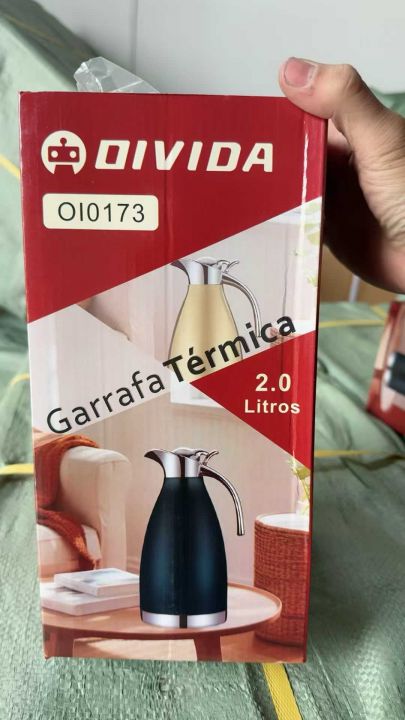 OIVIDA
OI0173
Garrafa Térmica
2.0
Litros